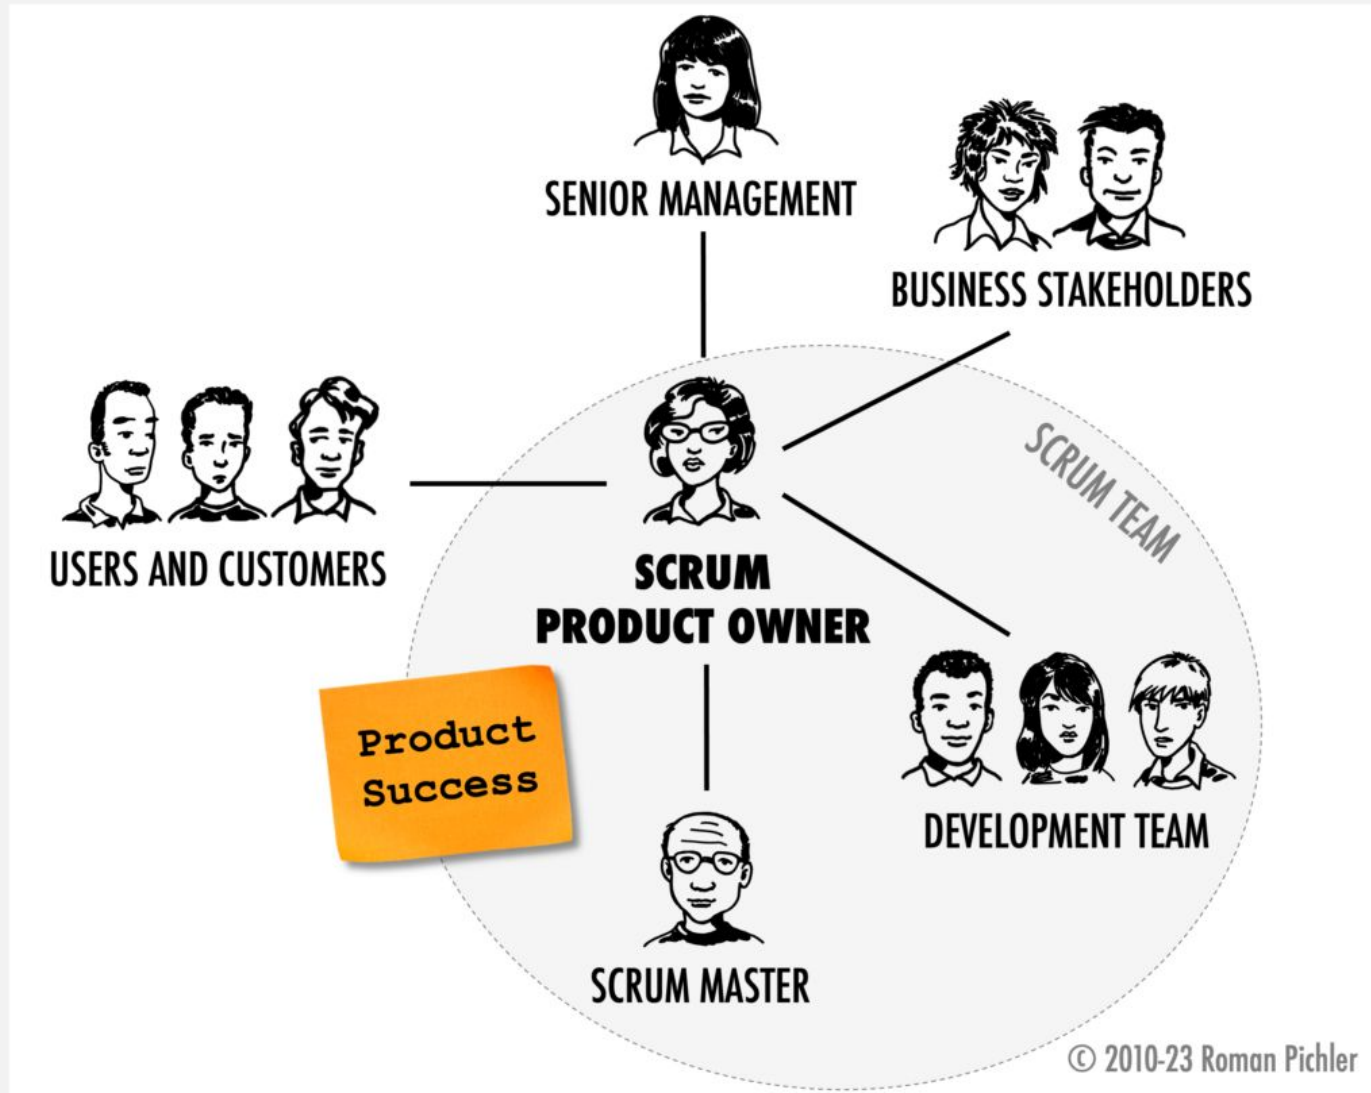 SENIOR MANAGEMENT
BUSINESS STAKEHOLDERS
SCRUM TEAM
USERS AND CUSTOMERS
SCRUM
PRODUCT OWNER
Product
Success
DEVELOPMENT TEAM
SCRUM MASTER
© 2010-23 Roman Pichler